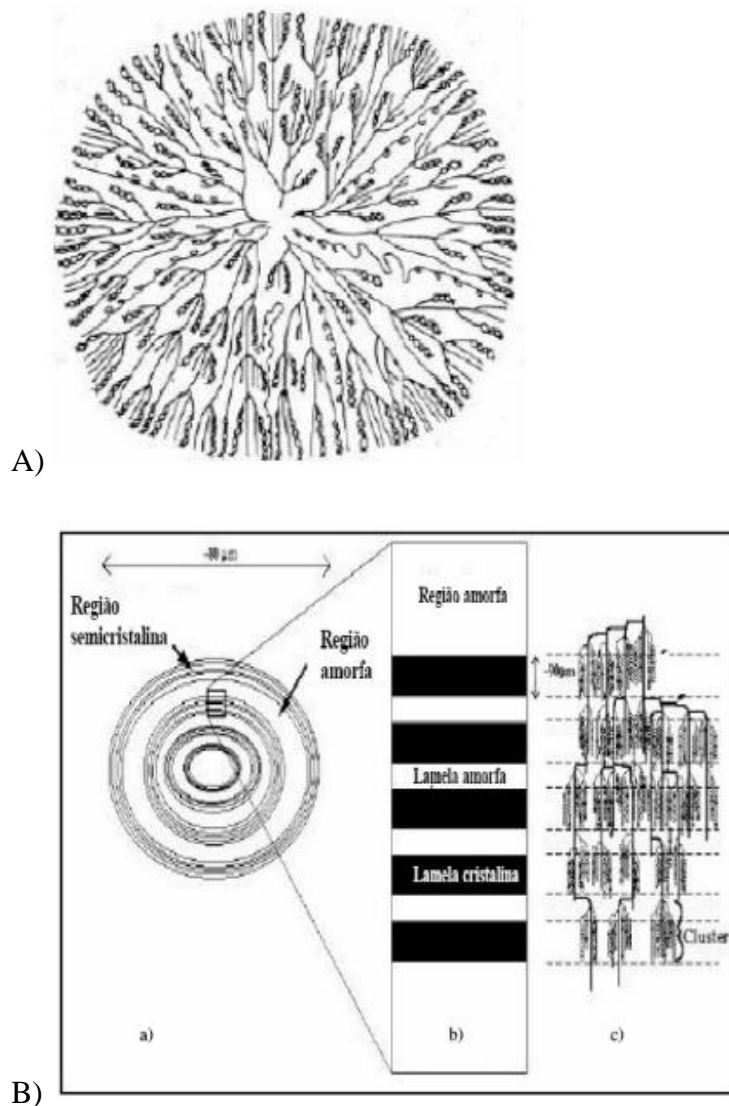 A)
Região
semicristalina
Região
amorfa
Região amorfa
Lamela amorfa
Lamela cristalina
Cluster
a)
b)
c)
B)